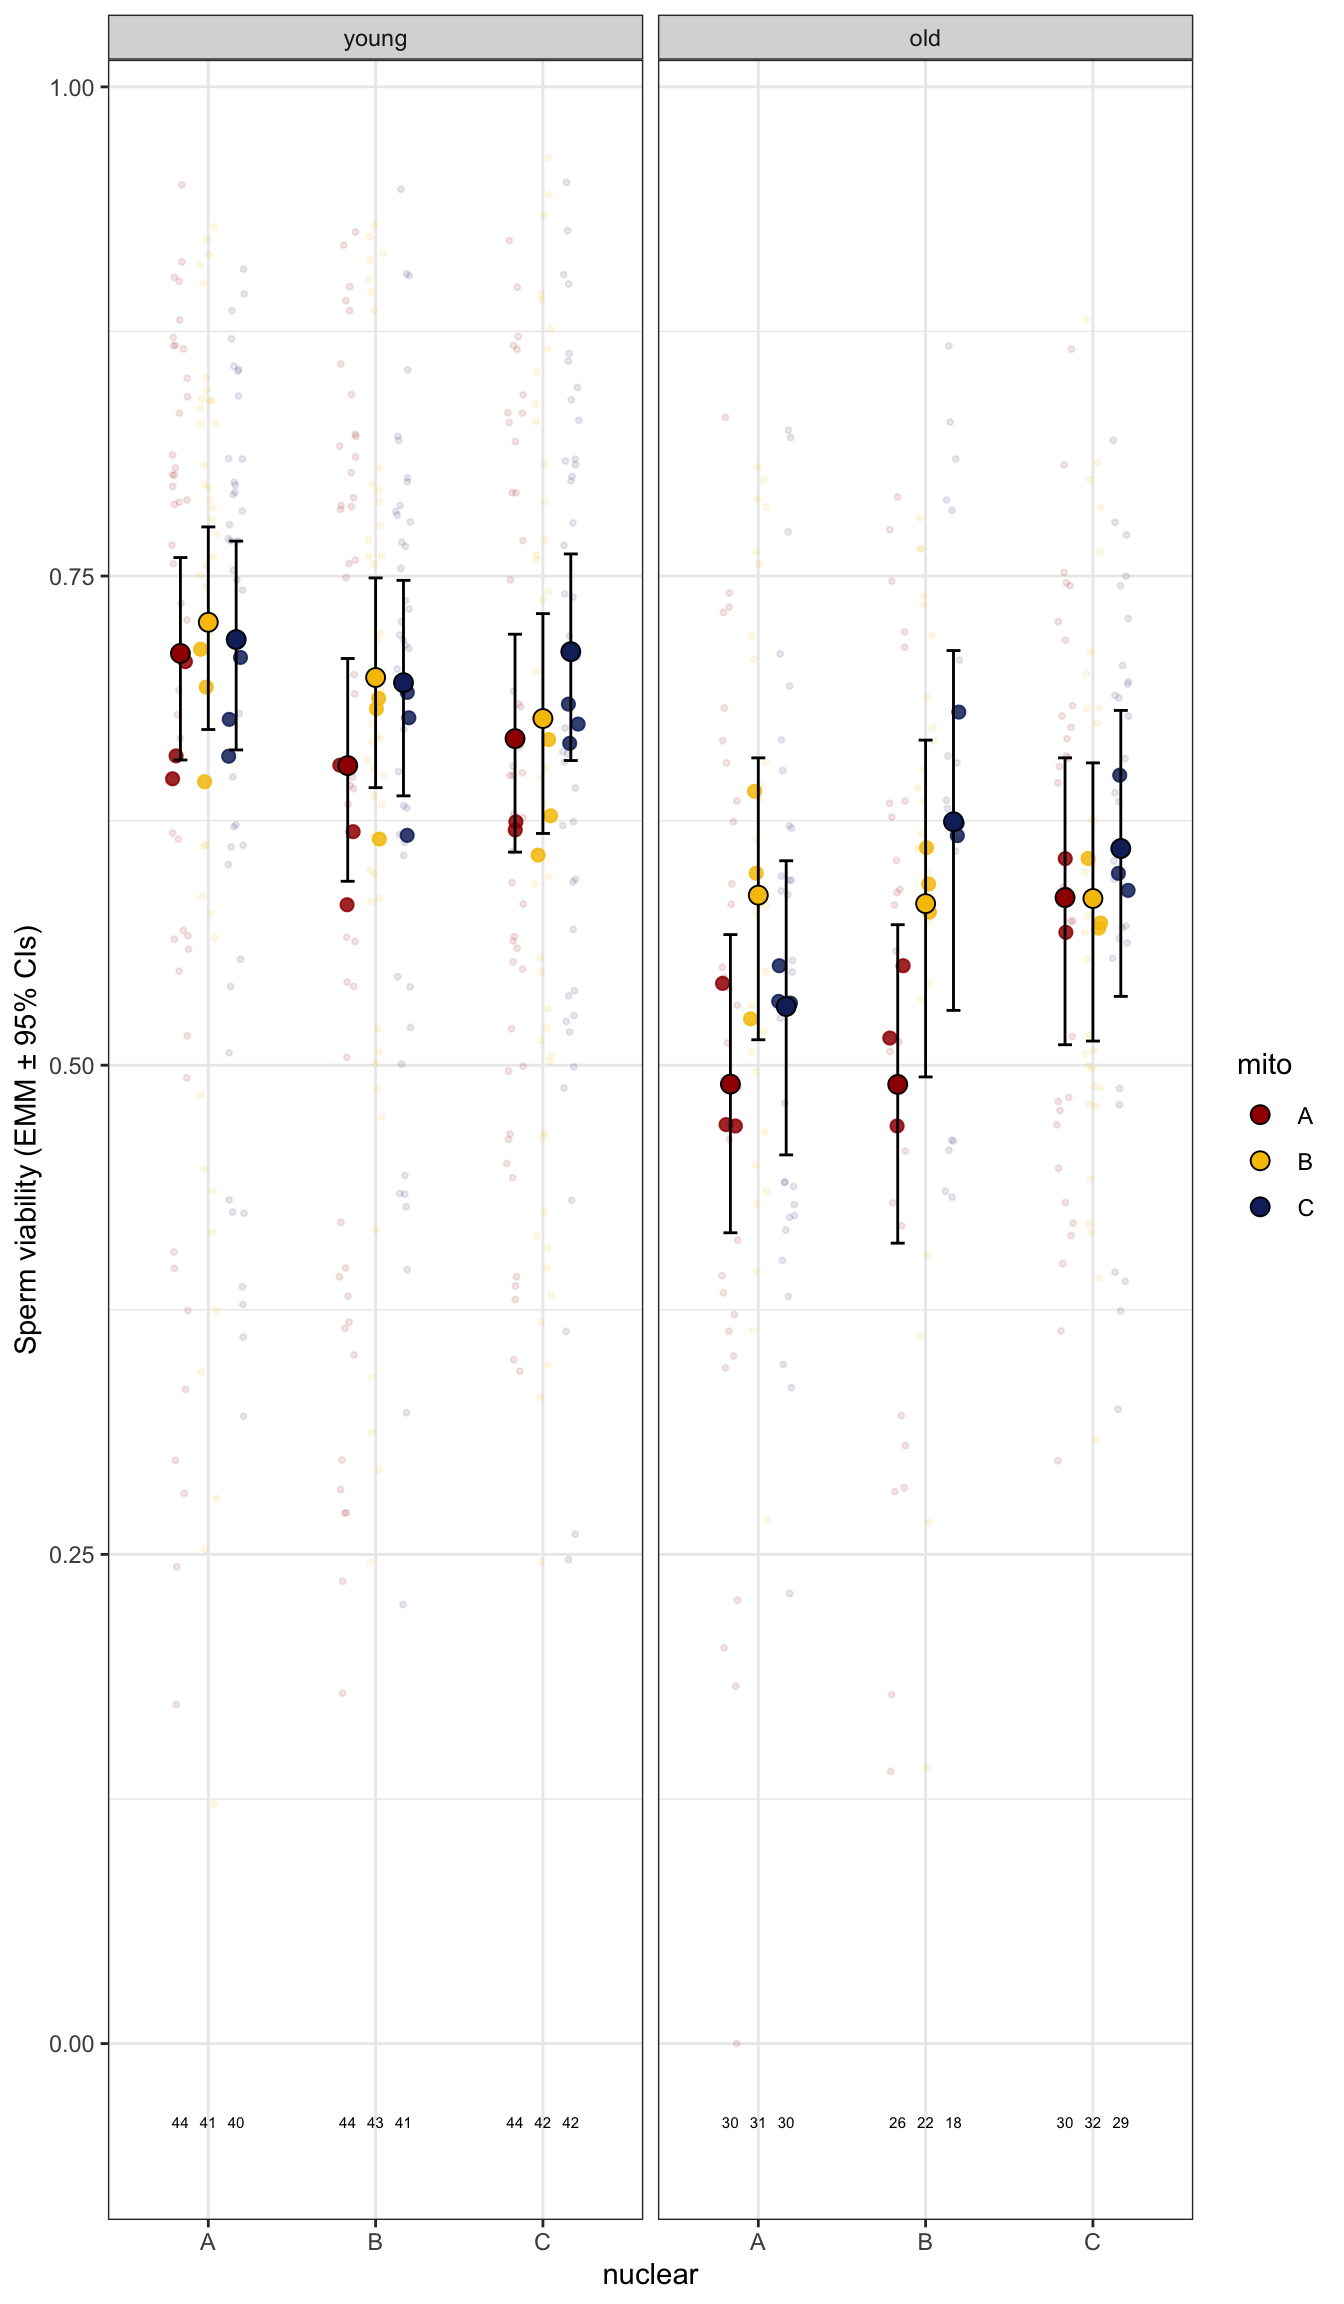 young old
1.00
0.75
0.50
0.25
0.00
Sperm viability (EMM ± 95% CIs)
44 41 40 44 43 41 44 42 42 30 31 30 26 22 18 30 32 29
A B C A B C
nuclear
mito
A
B
C